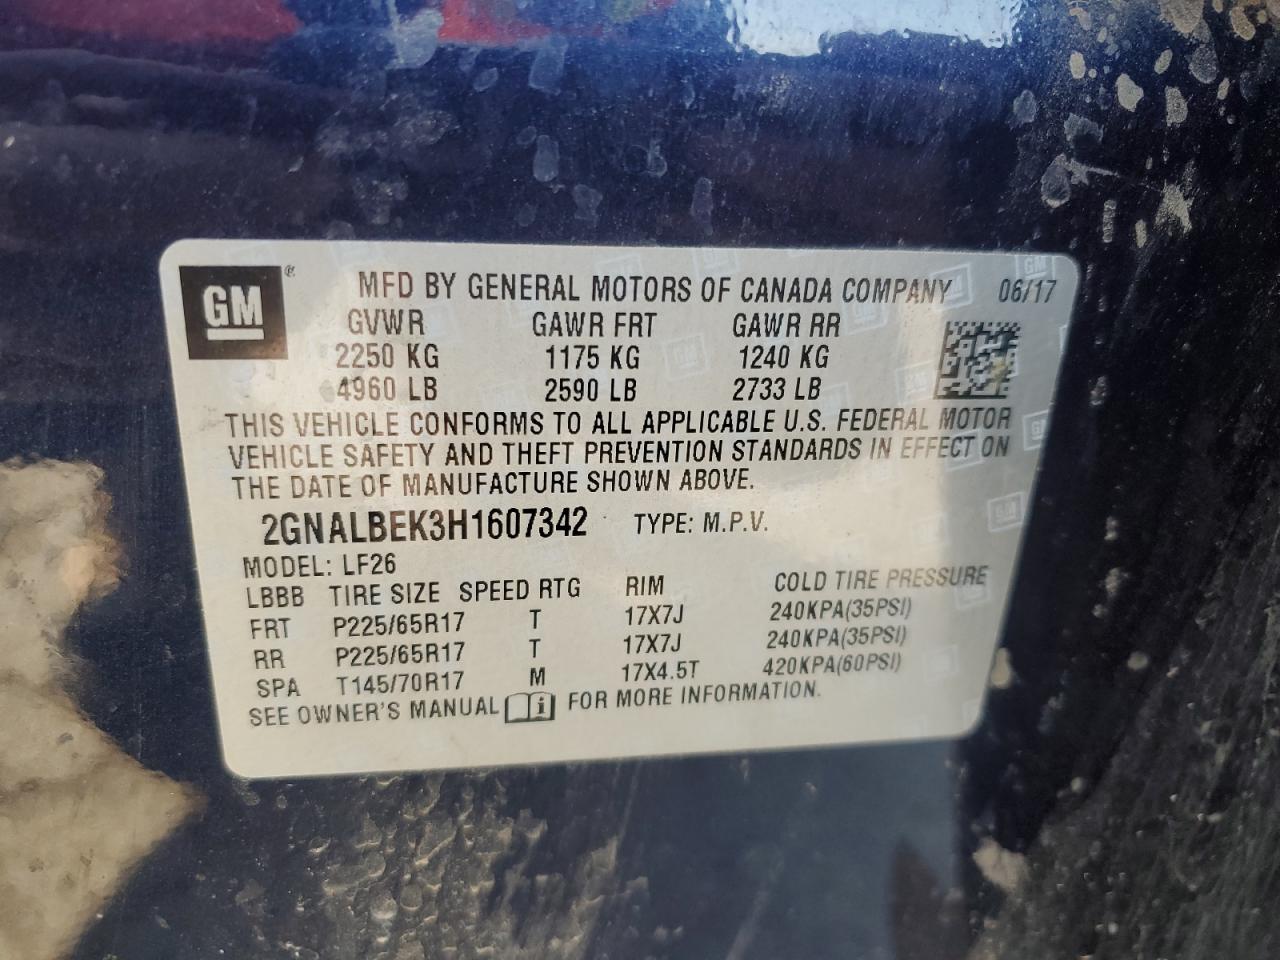 GM ®
MFD BY GENERAL MOTORS OF CANADA COMPANY 06/17
GVWR GAWR FRT GAWR RR
2250 KG 1175 KG 1240 KG
4960 LB 2590 LB 2733 LB
THIS VEHICLE CONFORMS TO ALL APPLICABLE U.S. FEDERAL MOTOR
VEHICLE SAFETY AND THEFT PREVENTION STANDARDS IN EFFECT ON
THE DATE OF MANUFACTURE SHOWN ABOVE.
2GNALBEK3H1607342 TYPE: M.P.V.
MODEL: LF26
LBBB TIRE SIZE SPEED RTG RIM COLD TIRE PRESSURE
FRT P225/65R17 T 17X7J 240KPA(35PSI)
RR P225/65R17 T 17X7J 240KPA(35PSI)
SPA T145/70R17 M 17X4.5T 420KPA(60PSI)
SEE OWNER'S MANUAL i FOR MORE INFORMATION.